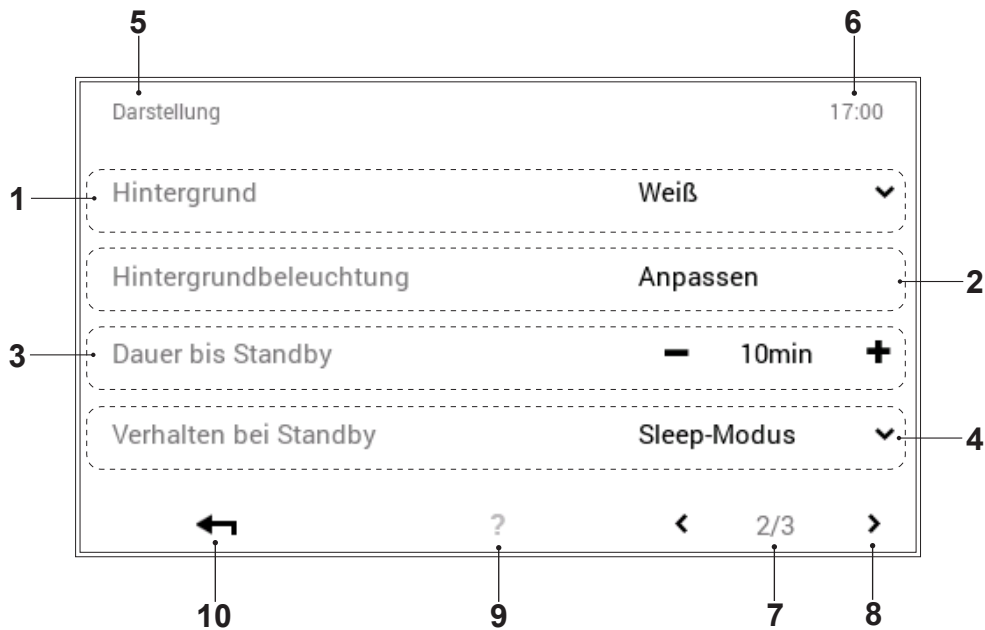 5 6
Darstellung 17:00
1 Hintergrund Weiß
Hintergrundbeleuchtung Anpassen 2
3 Dauer bis Standby − 10min +
Verhalten bei Standby Sleep-Modus 4
? < 2/3 >
10 9 7 8